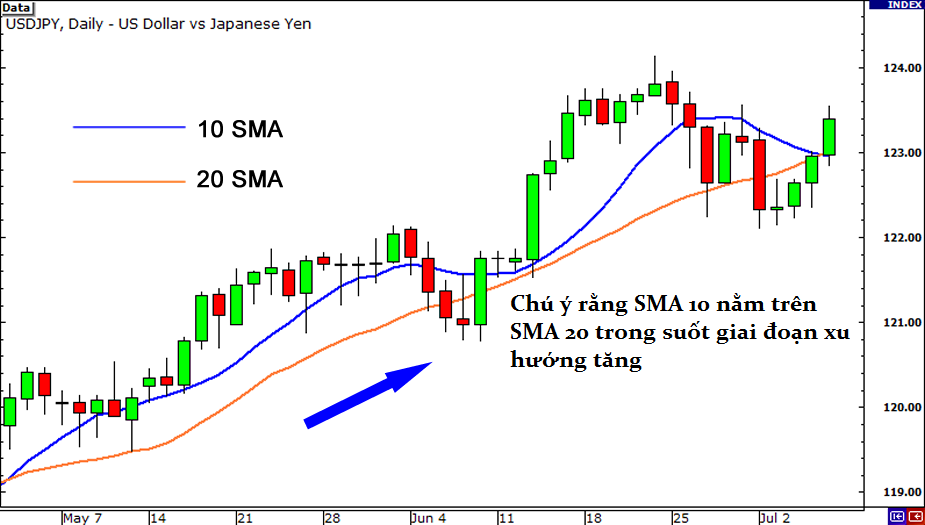 Data
INDEX
USDJPY, Daily - US Dollar vs Japanese Yen
124.00
10 SMA
123.00
20 SMA
122.00
Chú ý rằng SMA 10 nằm trên
SMA 20 trong suốt giai đoạn xu
hướng tăng
121.00
120.00
119.00
May 7 14 21 28 Jun 4 11 18 25 Jul 2